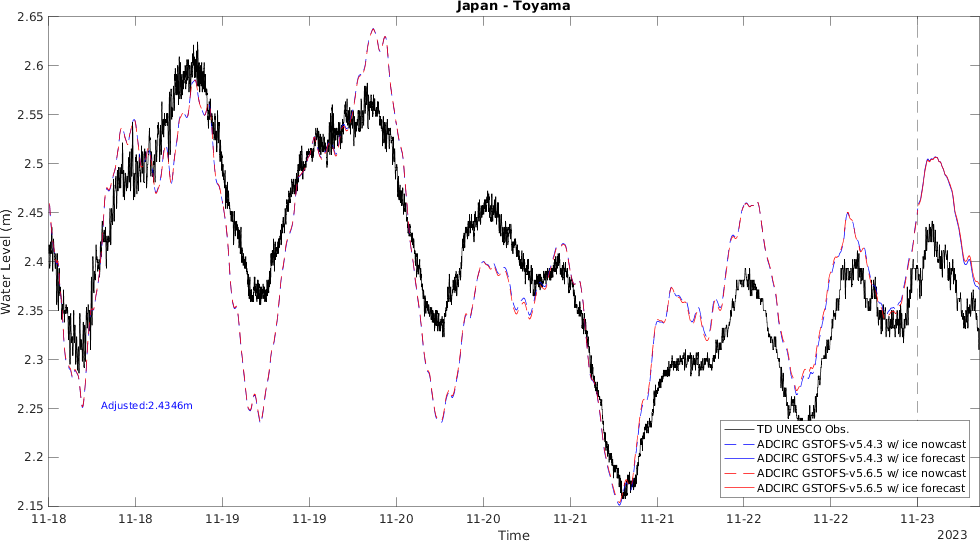 Japan - Toyama
2.65
2.6
2.55
2.5
2.45
2.4
2.35
2.3
2.25
2.2
2.15
Water Level (m)
Adjusted:2.4346m
TD UNESCO Obs.
ADCIRC GSTOFS-v5.4.3 w/ ice nowcast
ADCIRC GSTOFS-v5.4.3 w/ ice forecast
ADCIRC GSTOFS-v5.6.5 w/ ice nowcast
ADCIRC GSTOFS-v5.6.5 w/ ice forecast
11-18 11-18 11-19 11-19 11-20 11-20 11-21 11-21 11-22 11-22 11-23
Time
2023